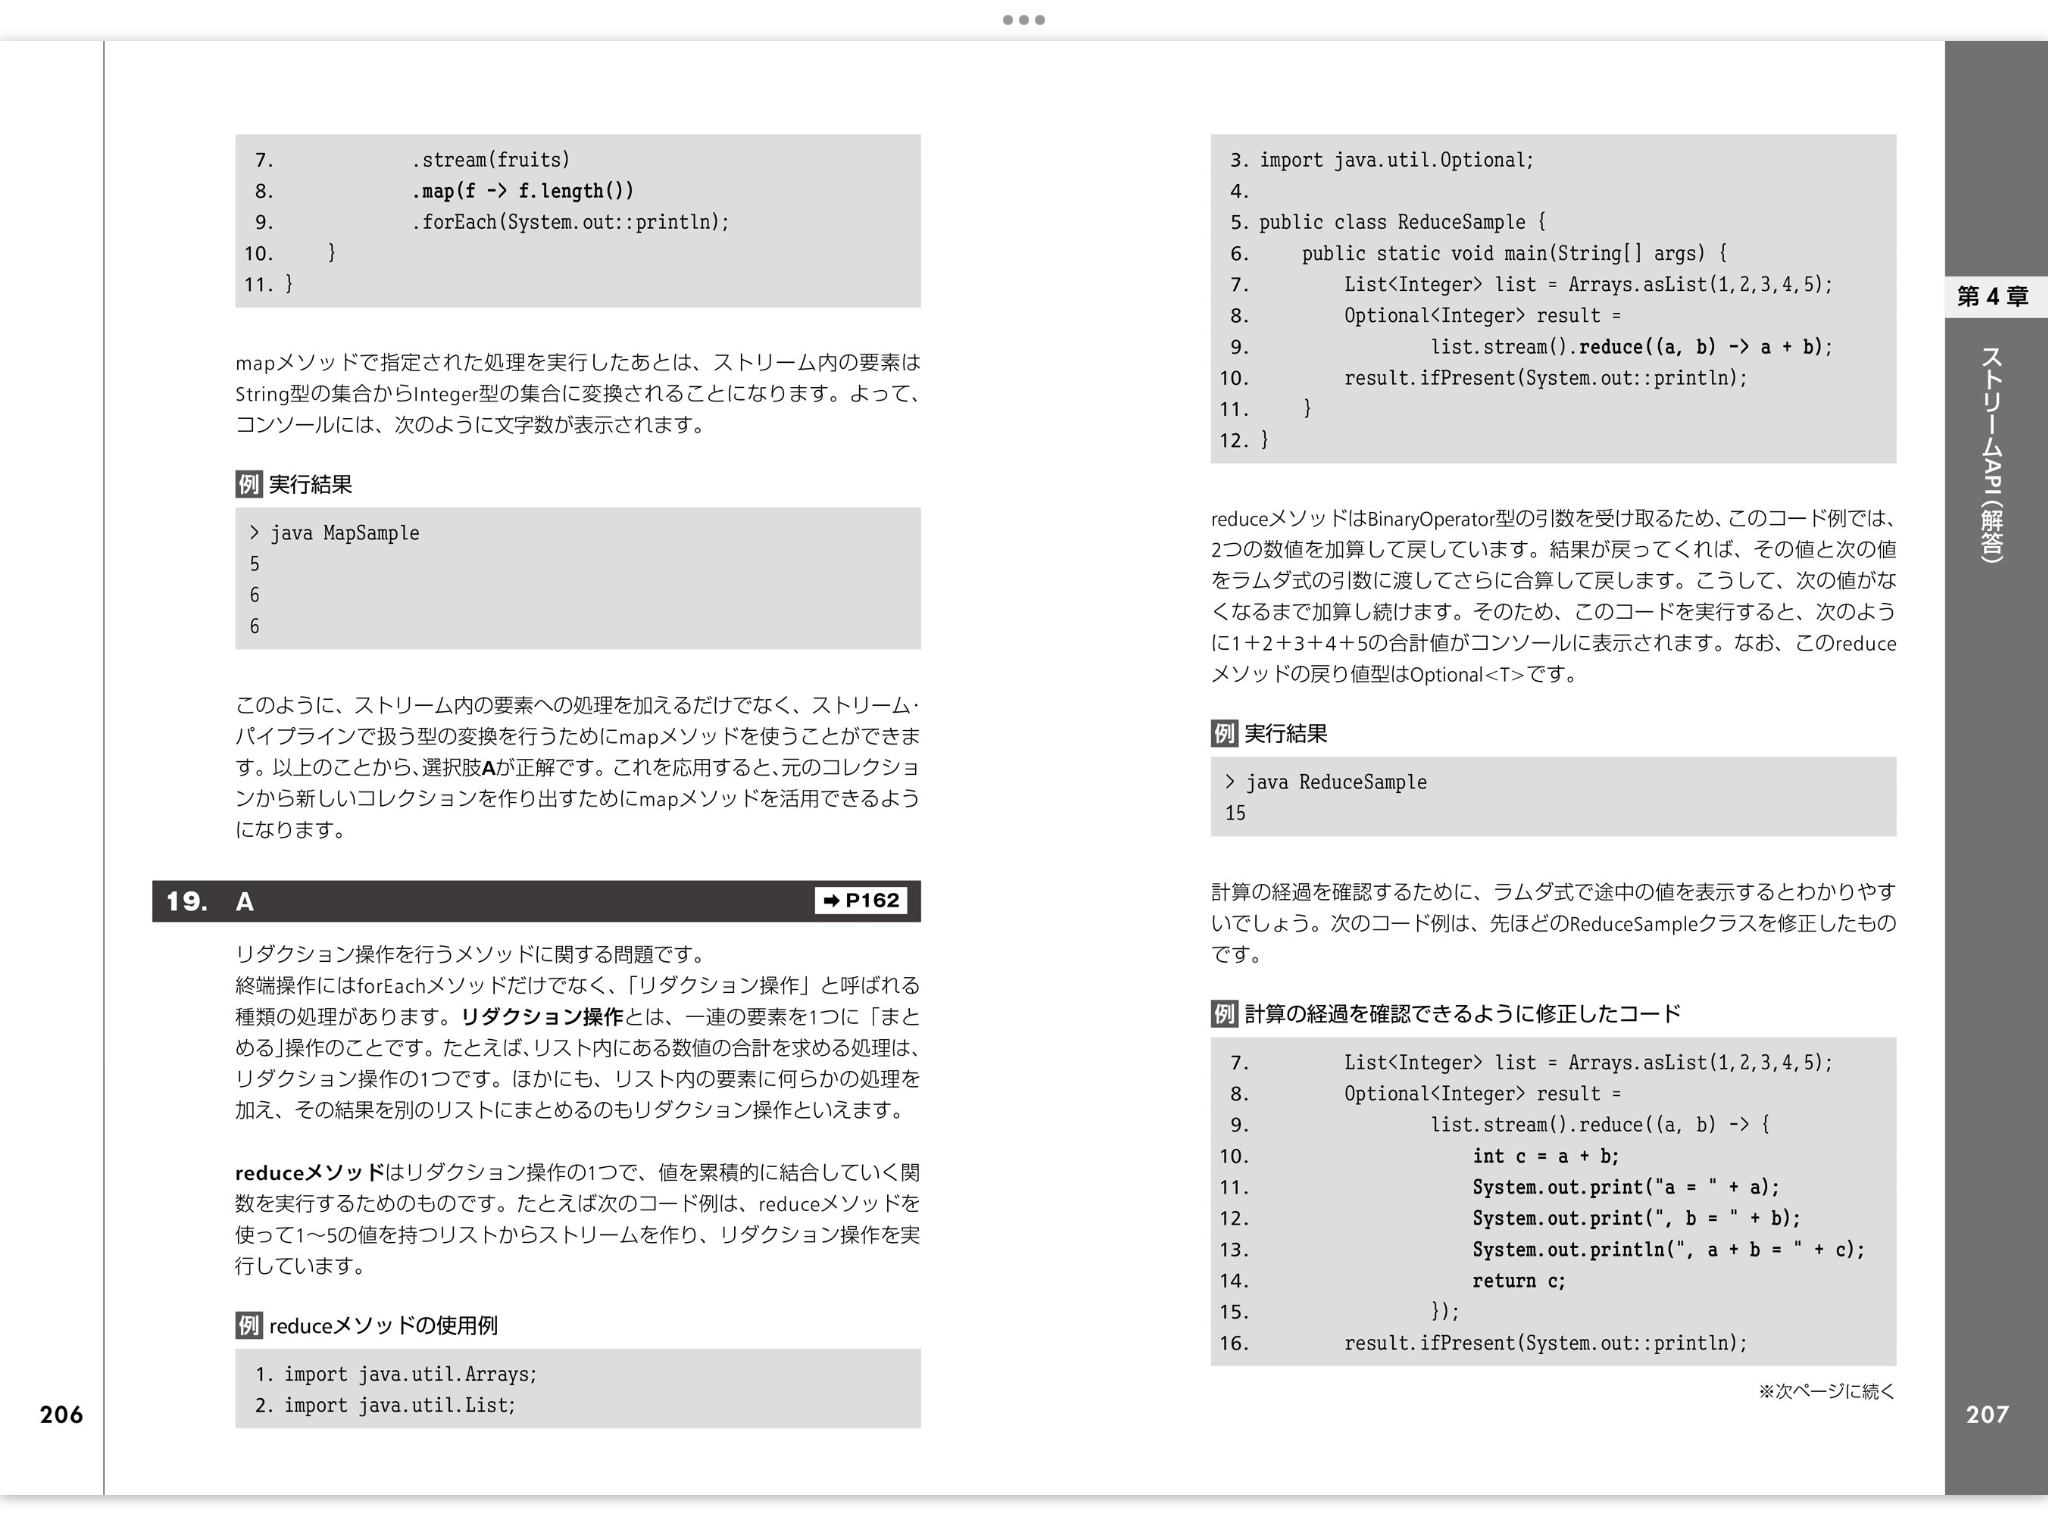 7.             .stream(fruits)
8.             .map(f -> f.length())
9.             .forEach(System.out::println);
10.     }
11. }
mapメソッドで指定された処理を実行したあとは、ストリーム内の要素は
String型の集合からInteger型の集合に変換されることになります。よって、
コンソールには、次のように文字数が表示されます。
例 実行結果
> java MapSample
5
6
6
このように、ストリーム内の要素への処理を加えるだけでなく、ストリーム・
パイプラインで扱う型の変換を行うためにmapメソッドを使うことができま
す。以上のことから、選択肢Aが正解です。これを応用すると、元のコレクショ
ンから新しいコレクションを作り出すためにmapメソッドを活用できるよう
になります。
19. A ➡ P162
リダクション操作を行うメソッドに関する問題です。
終端操作にはforEachメソッドだけでなく、「リダクション操作」と呼ばれる
種類の処理があります。リダクション操作とは、一連の要素を1つに「まと
める」操作のことです。たとえば、リスト内にある数値の合計を求める処理は、
リダクション操作の1つです。ほかにも、リスト内の要素に何らかの処理を
加え、その結果を別のリストにまとめるのもリダクション操作といえます。
reduceメソッドはリダクション操作の1つで、値を累積的に結合していく関
数を実行するためのものです。たとえば次のコード例は、reduceメソッドを
使って1〜5の値を持つリストからストリームを作り、リダクション操作を実
行しています。
例 reduceメソッドの使用例
1. import java.util.Arrays;
2. import java.util.List;
206
3. import java.util.Optional;
4.
5. public class ReduceSample {
6.     public static void main(String[] args) {
7.         List<Integer> list = Arrays.asList(1,2,3,4,5);
8.         Optional<Integer> result =
9.                 list.stream().reduce((a, b) -> a + b);
10.         result.ifPresent(System.out::println);
11.     }
12. }
reduceメソッドはBinaryOperator型の引数を受け取るため、このコード例では、
2つの数値を加算して戻しています。結果が戻ってくれば、その値と次の値
をラムダ式の引数に渡してさらに合算して戻します。こうして、次の値がな
くなるまで加算し続けます。そのため、このコードを実行すると、次のよう
に1＋2＋3＋4＋5の合計値がコンソールに表示されます。なお、このreduce
メソッドの戻り値型はOptional<T>です。
例 実行結果
> java ReduceSample
15
計算の経過を確認するために、ラムダ式で途中の値を表示するとわかりやす
いでしょう。次のコード例は、先ほどのReduceSampleクラスを修正したもの
です。
例 計算の経過を確認できるように修正したコード
7.         List<Integer> list = Arrays.asList(1,2,3,4,5);
8.         Optional<Integer> result =
9.                 list.stream().reduce((a, b) -> {
10.                     int c = a + b;
11.                     System.out.print("a = " + a);
12.                     System.out.print(", b = " + b);
13.                     System.out.println(", a + b = " + c);
14.                     return c;
15.                 });
16.         result.ifPresent(System.out::println);
※次ページに続く
第4章
ストリームAPI（解答）
207